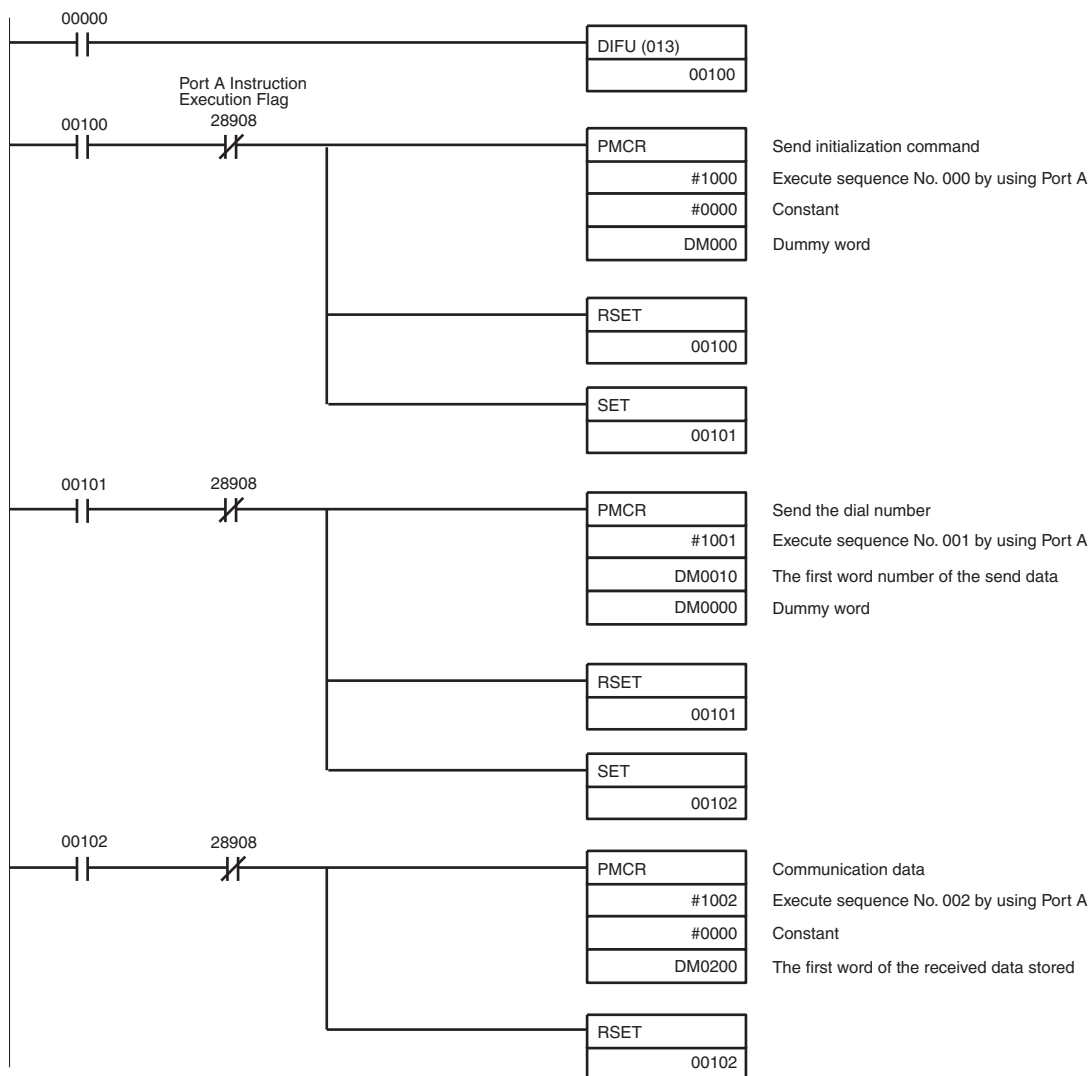 00000
DIFU (013)
00100
Port A Instruction
Execution Flag
00100
28908
PMCR
Send initialization command
#1000
Execute sequence No. 000 by using Port A
#0000
Constant
DM000
Dummy word
RSET
00100
SET
00101
00101
28908
PMCR
Send the dial number
#1001
Execute sequence No. 001 by using Port A
DM0010
The first word number of the send data
DM0000
Dummy word
RSET
00101
SET
00102
00102
28908
PMCR
Communication data
#1002
Execute sequence No. 002 by using Port A
#0000
Constant
DM0200
The first word of the received data stored
RSET
00102